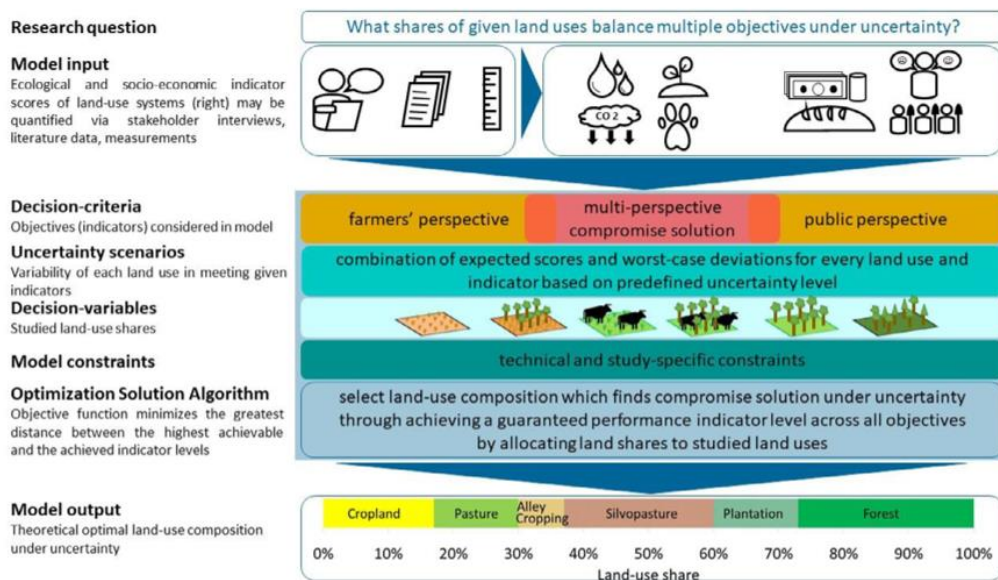 Research question
What shares of given land uses balance multiple objectives under uncertainty?
Model input
Ecological and socio-economic indicator
scores of land-use systems (right) may be
quantified via stakeholder interviews,
literature data, measurements
CO 2
Decision-criteria
Objectives (indicators) considered in model
farmers' perspective
multi-perspective
compromise solution
public perspective
Uncertainty scenarios
Variability of each land use in meeting given
indicators
combination of expected scores and worst-case deviations for every land use and
indicator based on predefined uncertainty level
Decision-variables
Studied land-use shares
Model constraints
technical and study-specific constraints
Optimization Solution Algorithm
Objective function minimizes the greatest
distance between the highest achievable
and the achieved indicator levels
select land-use composition which finds compromise solution under uncertainty
through achieving a guaranteed performance indicator level across all objectives
by allocating land shares to studied land uses
Model output
Theoretical optimal land-use composition
under uncertainty
Cropland
Pasture
Alley
Cropping
Silvopasture
Plantation
Forest
0% 10% 20% 30% 40% 50% 60% 70% 80% 90% 100%
Land-use share